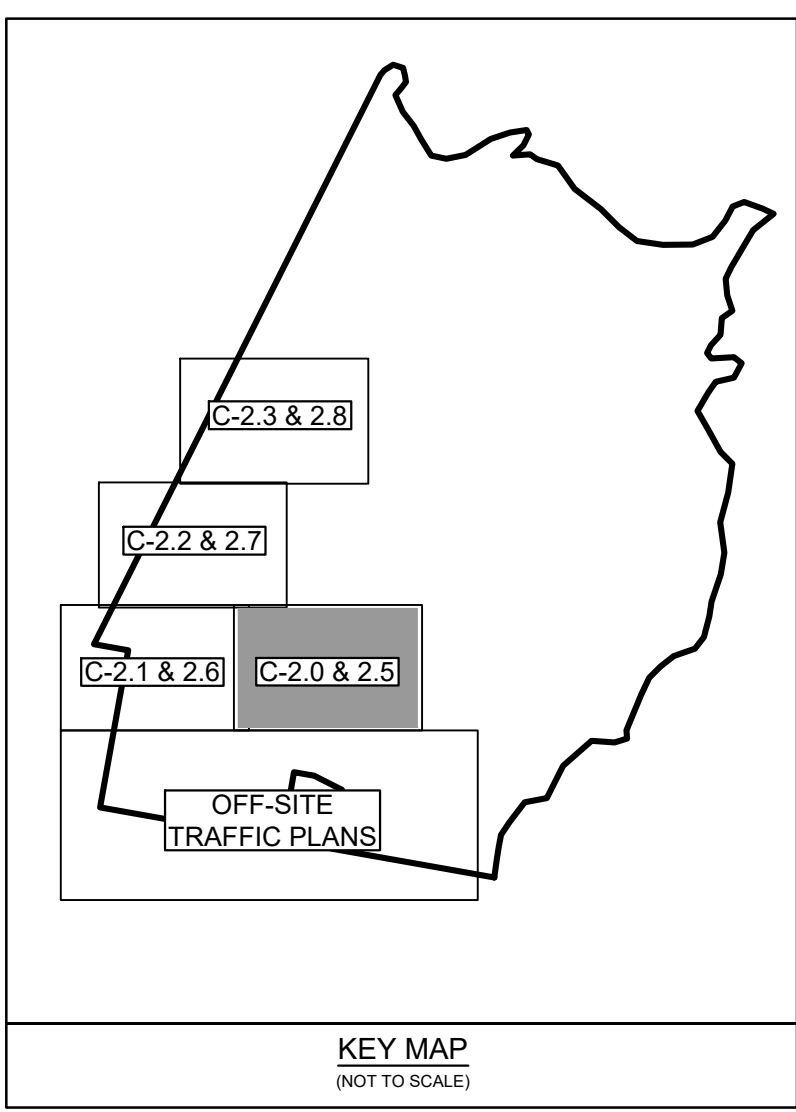 C-2.3 & 2.8
C-2.2 & 2.7
C-2.1 & 2.6
C-2.0 & 2.5
OFF-SITE
TRAFFIC PLANS
KEY MAP
(NOT TO SCALE)